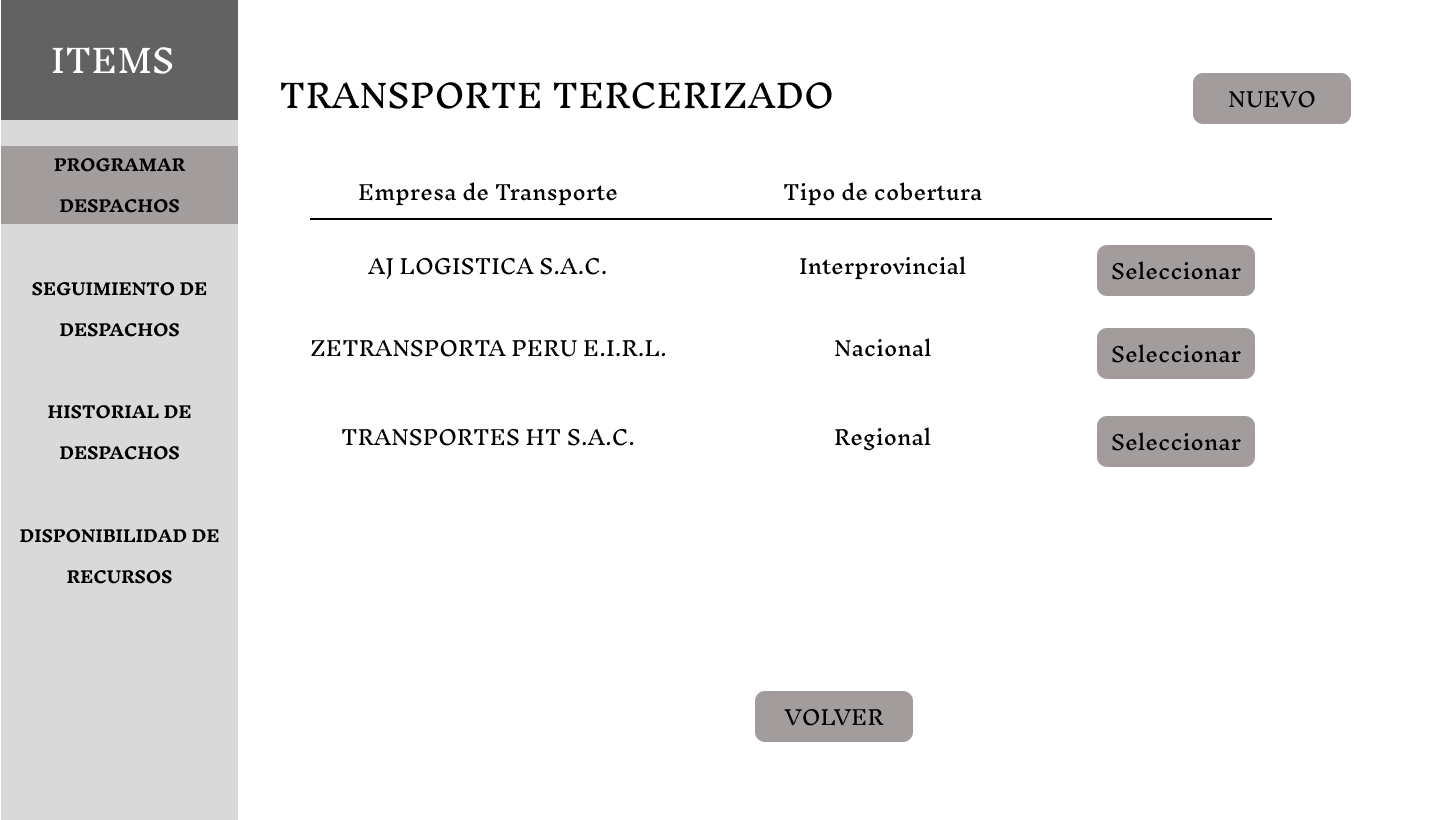 ITEMS
PROGRAMAR
DESPACHOS
SEGUIMIENTO DE
DESPACHOS
HISTORIAL DE
DESPACHOS
DISPONIBILIDAD DE
RECURSOS
TRANSPORTE TERCERIZADO
NUEVO
Empresa de Transporte Tipo de cobertura
AJ LOGISTICA S.A.C. Interprovincial Seleccionar
ZETRANSPORTA PERU E.I.R.L. Nacional Seleccionar
TRANSPORTES HT S.A.C. Regional Seleccionar
VOLVER